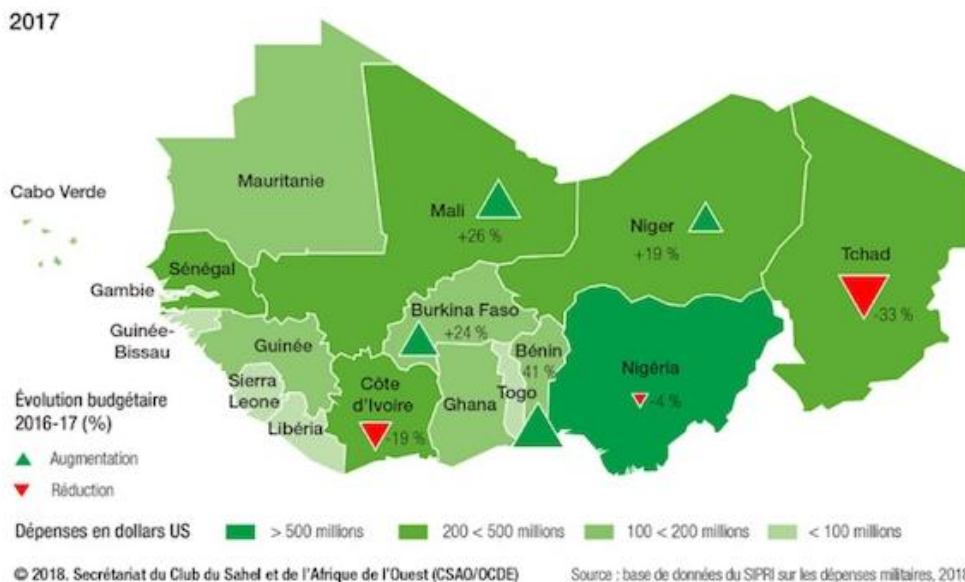 2017
Mauritanie
Cabo Verde
Mali
+26 %
Niger
+19 %
Tchad
-33 %
Sénégal
Gambie
Guinée-
Bissau
Guinée
Burkina Faso
+24 %
Bénin
41 %
Nigéria
-4 %
Sierra
Leone
Libéria
Côte
d'Ivoire
-19 %
Ghana
Togo
Évolution budgétaire
2016-17 (%)
Augmentation
Réduction
Dépenses en dollars US > 500 millions 200 < 500 millions 100 < 200 millions < 100 millions
© 2018. Secrétariat du Club du Sahel et de l'Afrique de l'Ouest (CSAO/OCDE) Source : base de données du SIPRI sur les dépenses militaires, 2018